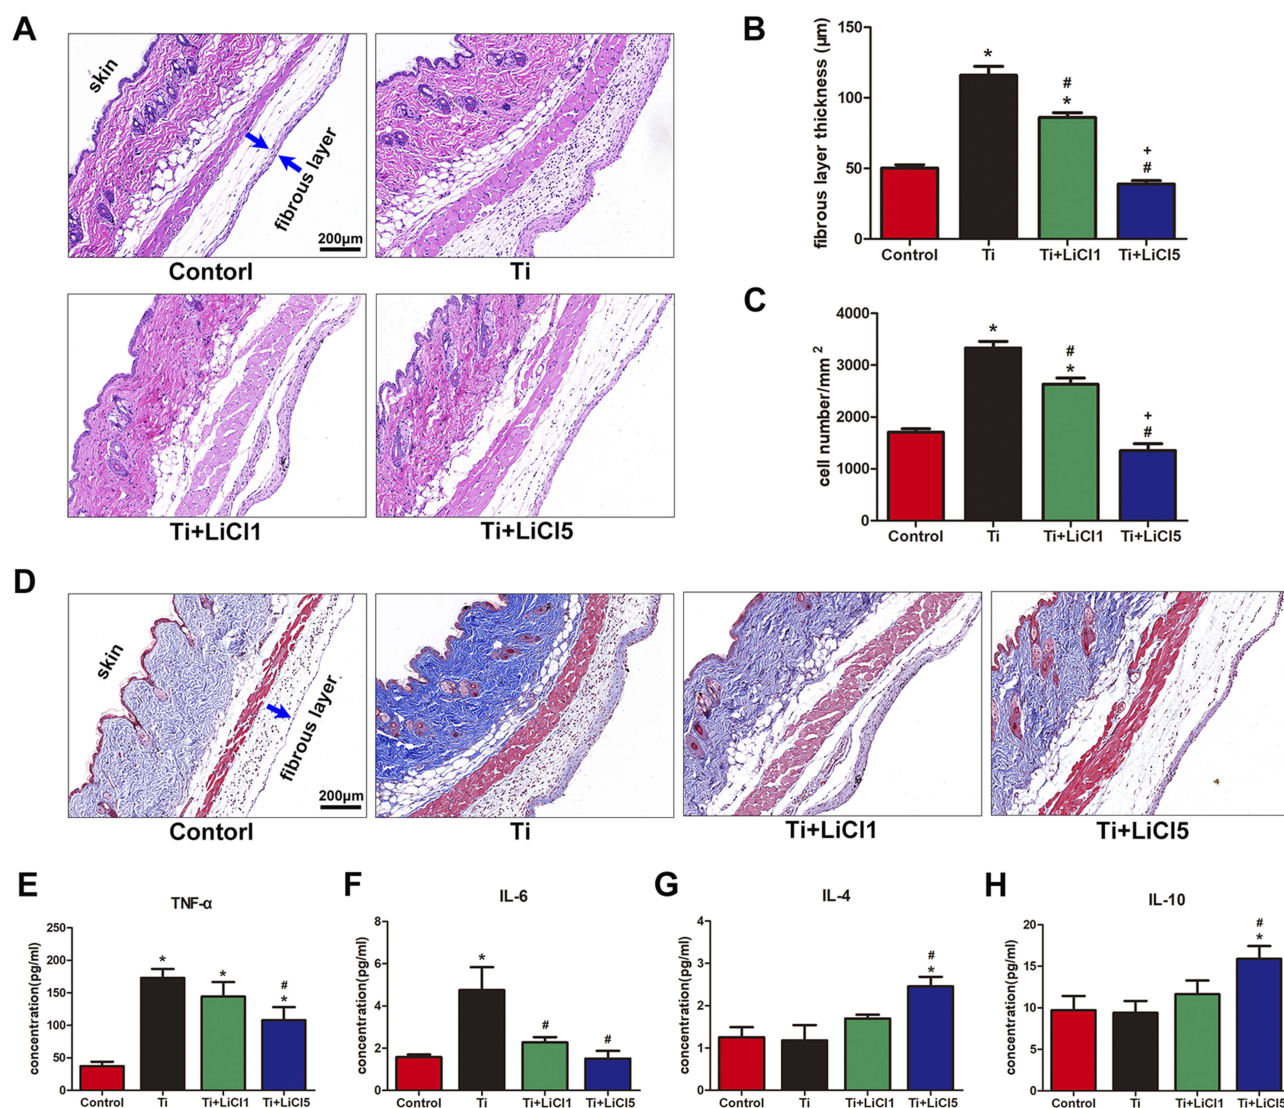 A
skin
fibrous layer
200μm
Contorl
Ti
Ti+LiCl1
Ti+LiCl5
B
fibrous layer thickness (μm)
150
100
50
0
*
#
*
+
#
Control
Ti
Ti+LiCl1
Ti+LiCl5
C
cell number/mm 2
4000
3000
2000
1000
0
*
#
*
+
#
Control
Ti
Ti+LiCl1
Ti+LiCl5
D
skin
fibrous layer
200μm
Contorl
Ti
Ti+LiCl1
Ti+LiCl5
E
TNF-α
concentration(pg/ml)
250
200
150
100
50
0
*
*
#
*
Control
Ti
Ti+LiCl1
Ti+LiCl5
F
IL-6
concentration(pg/ml)
8
6
4
2
0
*
#
#
Control
Ti
Ti+LiCl1
Ti+LiCl5
G
IL-4
concentration(pg/ml)
4
3
2
1
0
#
*
Control
Ti
Ti+LiCl1
Ti+LiCl5
H
IL-10
concentration(pg/ml)
20
15
10
5
0
#
*
Control
Ti
Ti+LiCl1
Ti+LiCl5